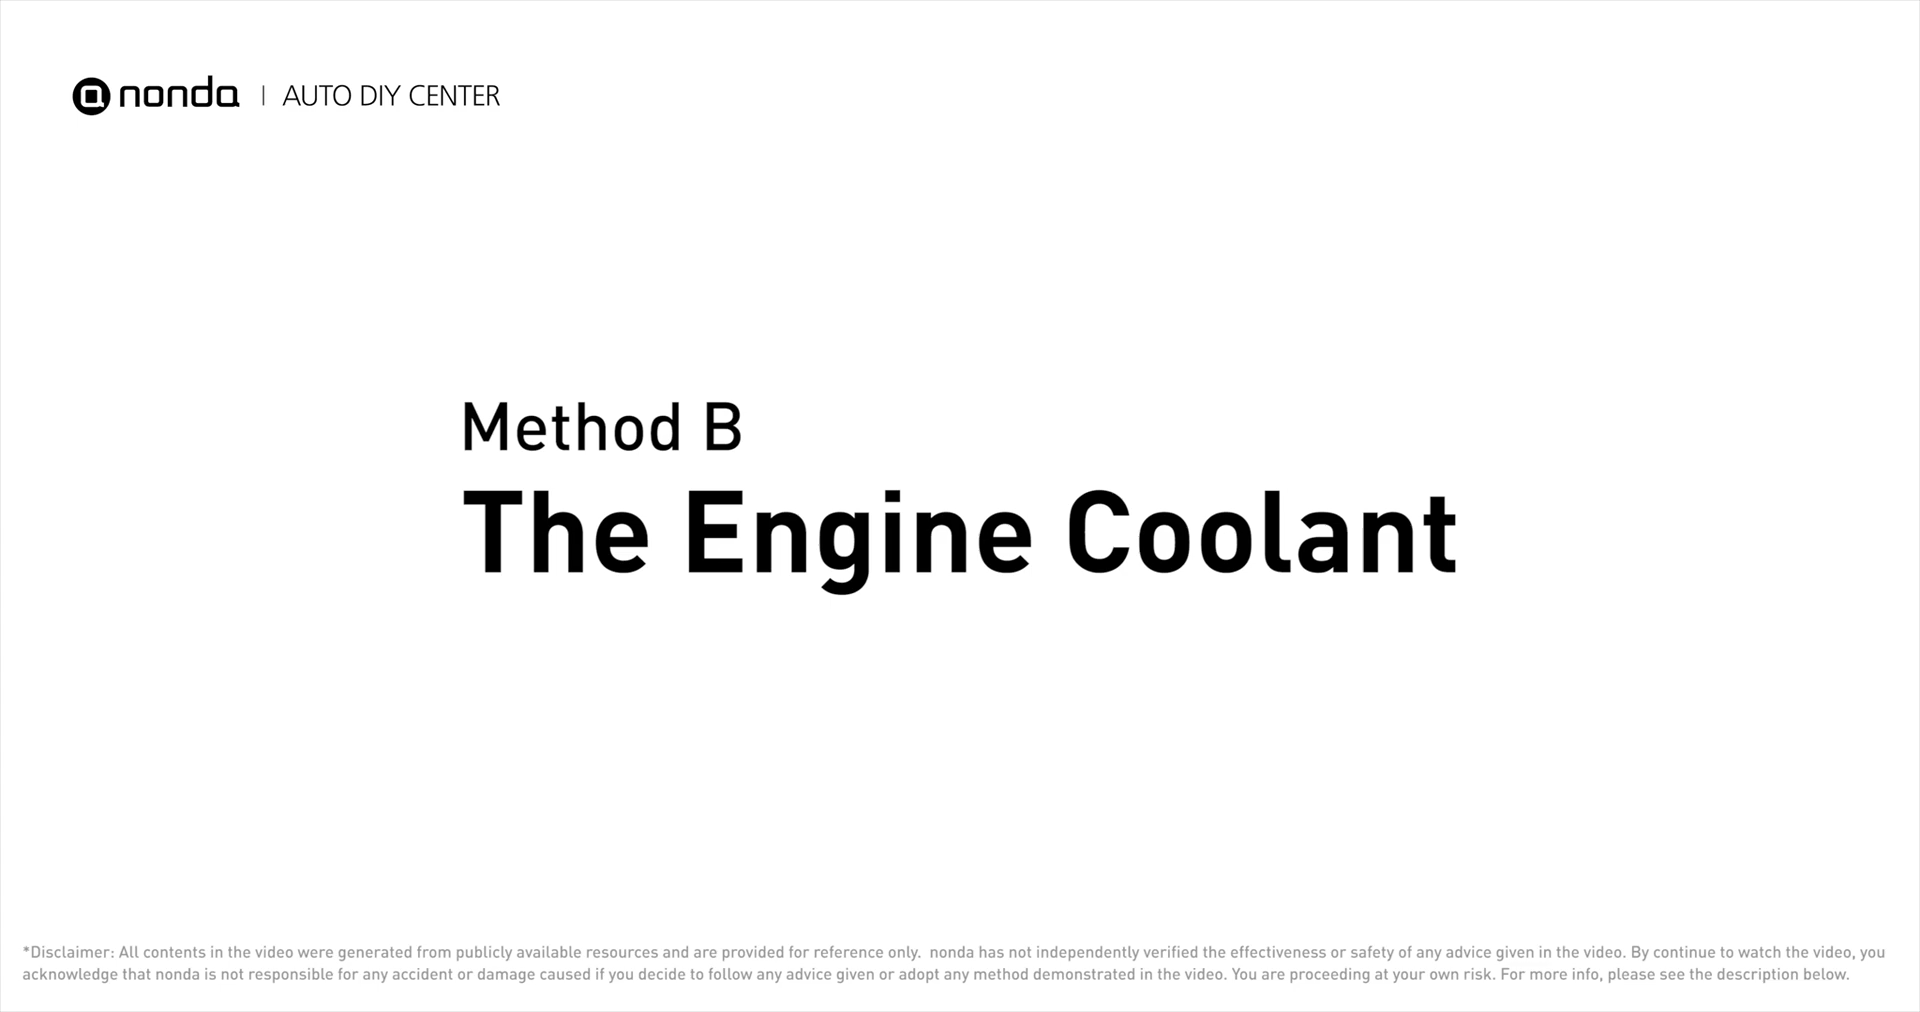 nonda | AUTO DIY CENTER
Method B
The Engine Coolant
*Disclaimer: All contents in the video were generated from publicly available resources and are provided for reference only.  nonda has not independently verified the effectiveness or safety of any advice given in the video. By continue to watch the video, you
acknowledge that nonda is not responsible for any accident or damage caused if you decide to follow any advice given or adopt any method demonstrated in the video. You are proceeding at your own risk. For more info, please see the description below.